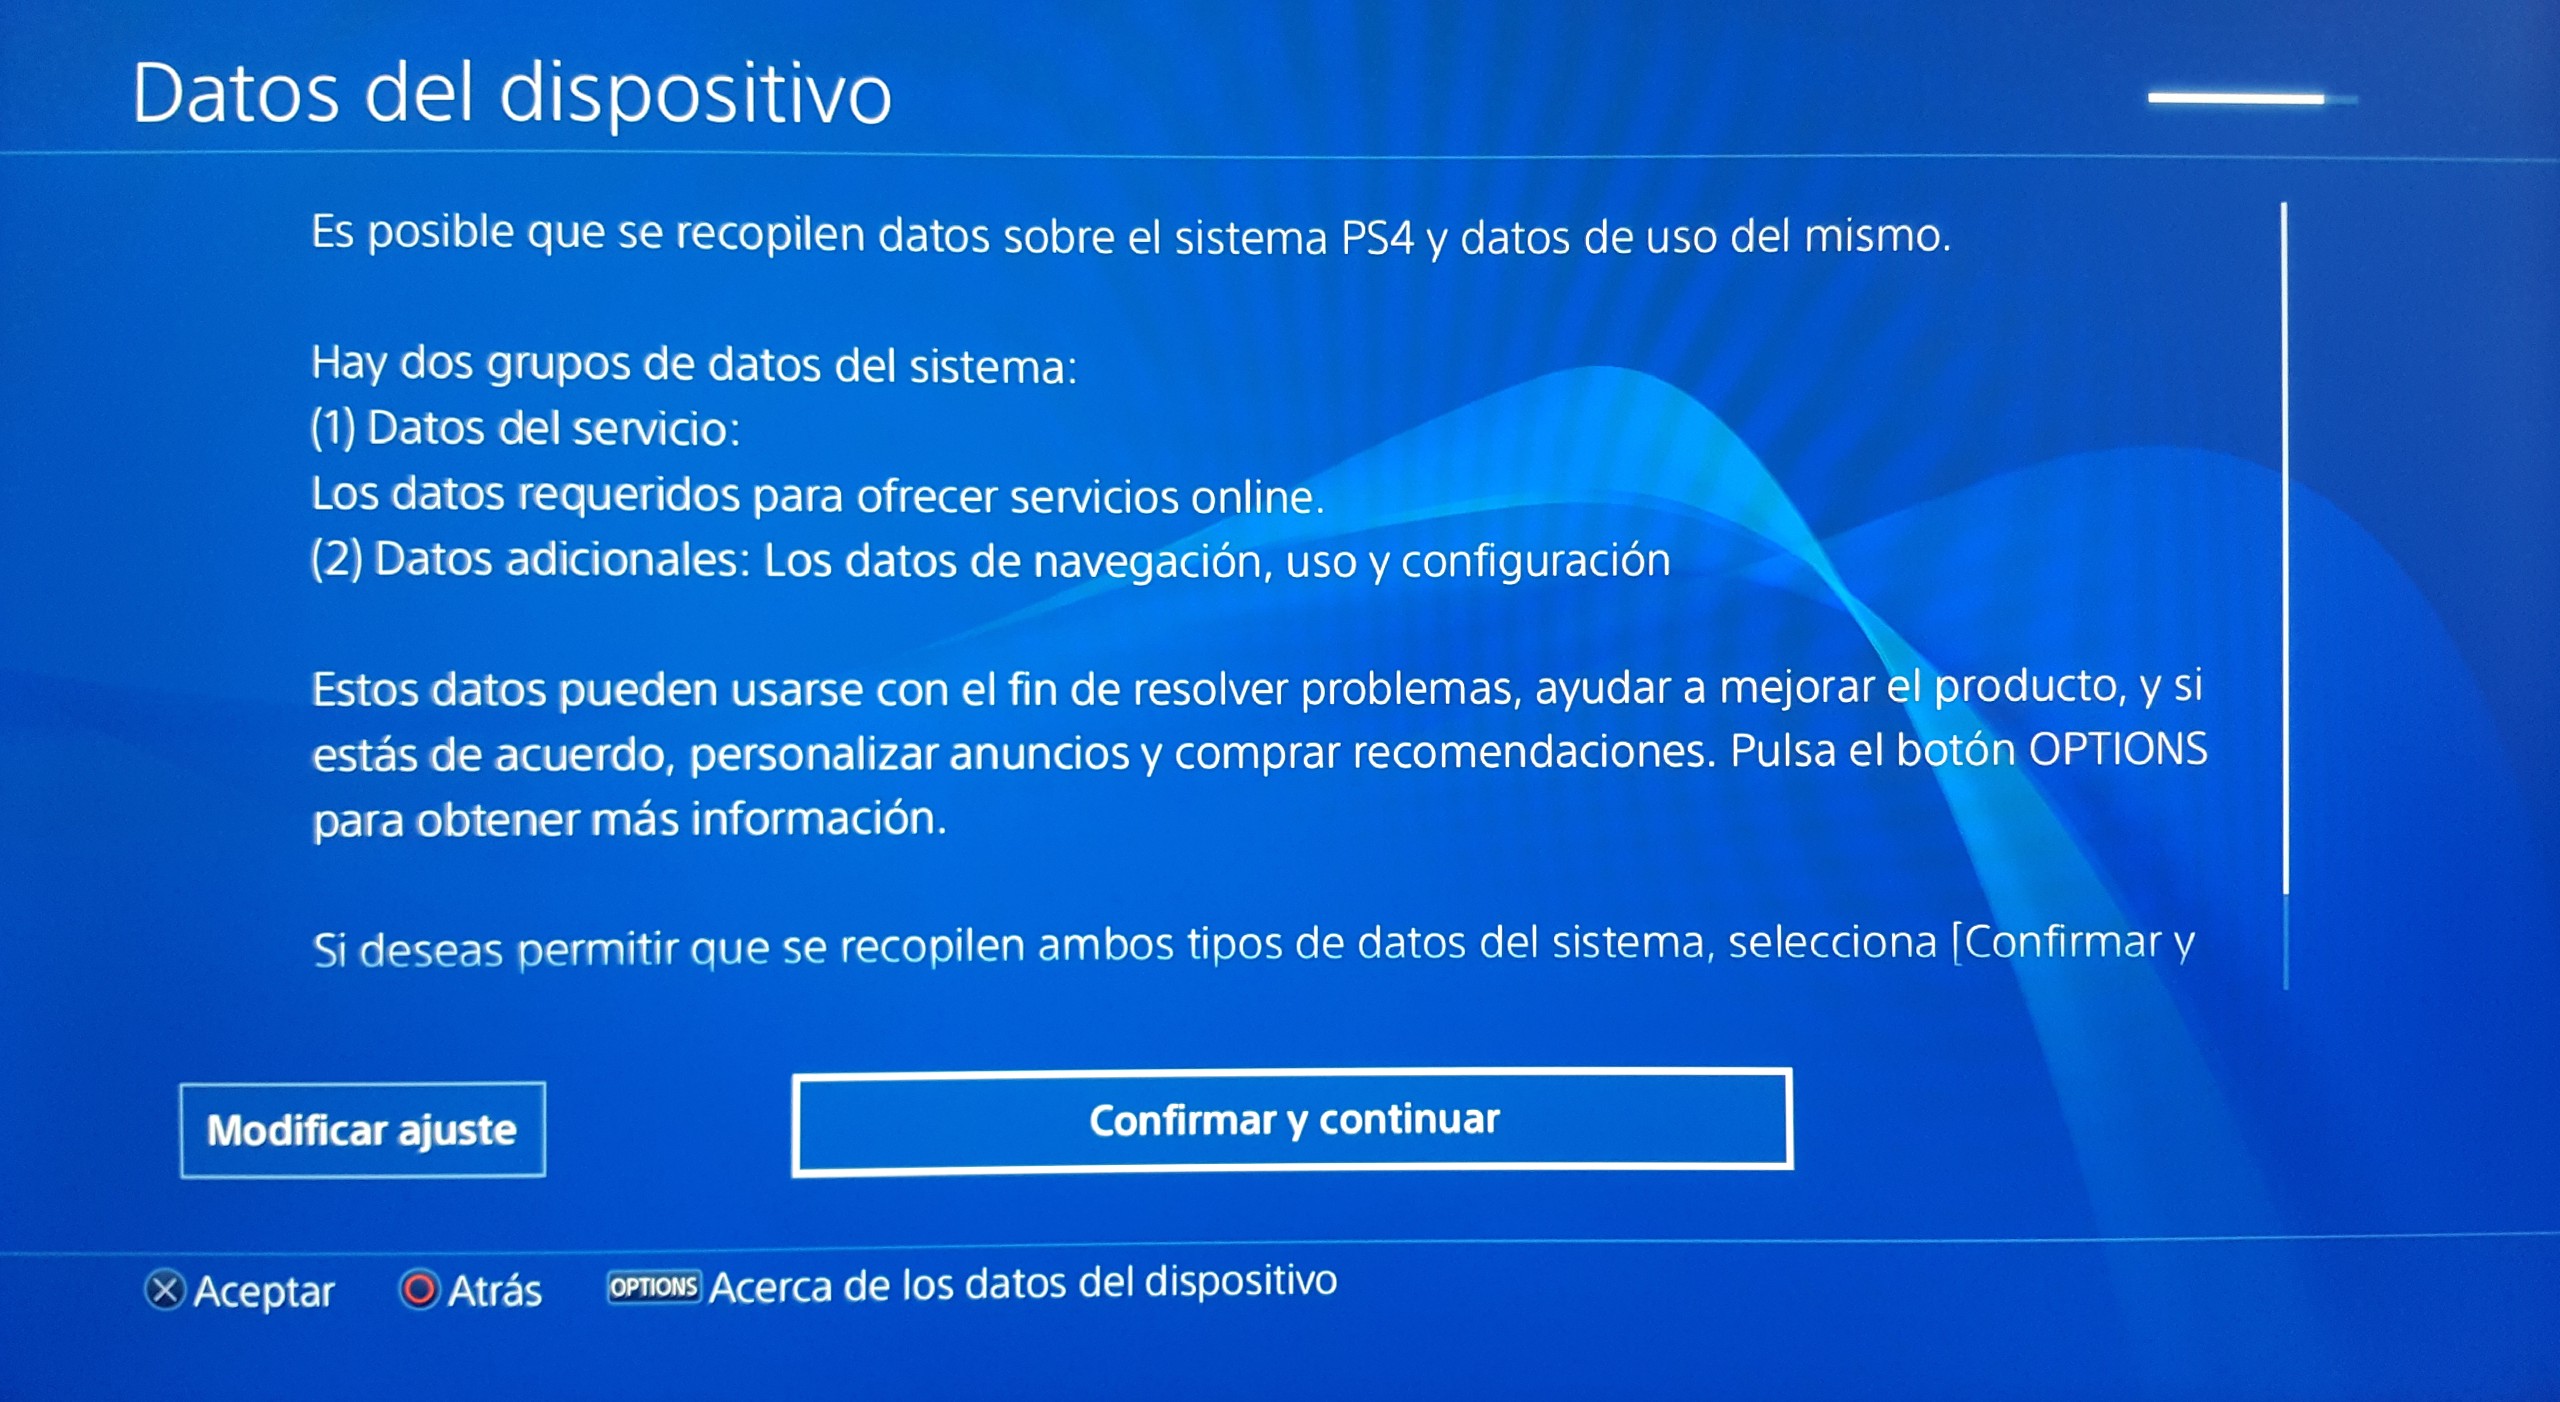 Datos del dispositivo
Es posible que se recopilen datos sobre el sistema PS4 y datos de uso del mismo.
Hay dos grupos de datos del sistema:
(1) Datos del servicio:
Los datos requeridos para ofrecer servicios online.
(2) Datos adicionales: Los datos de navegación, uso y configuración
Estos datos pueden usarse con el fin de resolver problemas, ayudar a mejorar el producto, y si
estás de acuerdo, personalizar anuncios y comprar recomendaciones. Pulsa el botón OPTIONS
para obtener más información.
Si deseas permitir que se recopilen ambos tipos de datos del sistema, selecciona [Confirmar y
Modificar ajuste
Confirmar y continuar
Aceptar Atrás OPTIONS Acerca de los datos del dispositivo